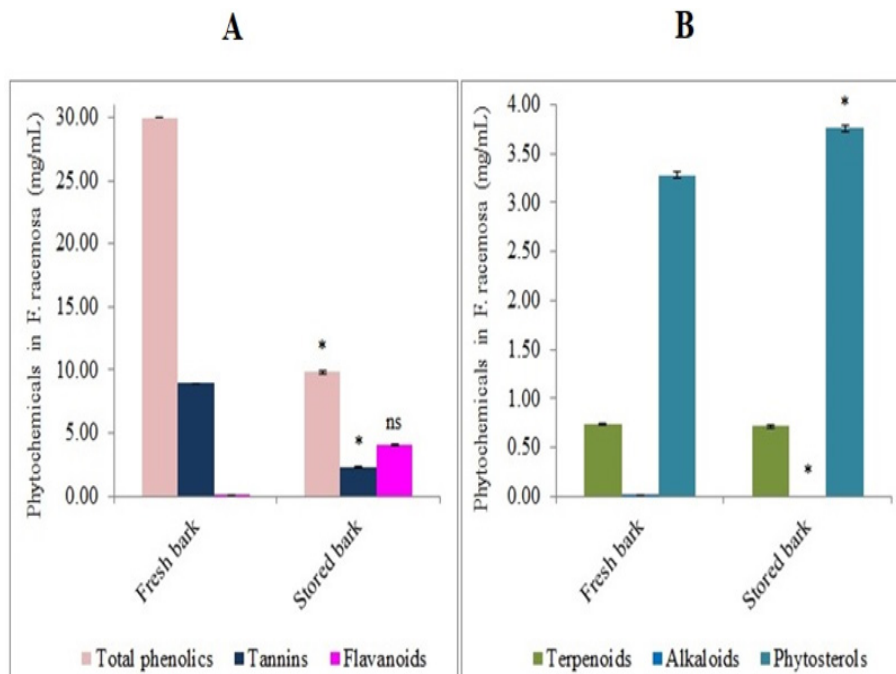 A
B
Phytochemicals in F. racemosa (mg/mL)
30.00
25.00
20.00
15.00
10.00
5.00
0.00
*
*
ns
Fresh bark
Stored bark
Total phenolics
Tannins
Flavanoids
Phytochemicals in F. racemosa (mg/mL)
4.00
3.50
3.00
2.50
2.00
1.50
1.00
0.50
0.00
*
*
Fresh bark
Stored bark
Terpenoids
Alkaloids
Phytosterols